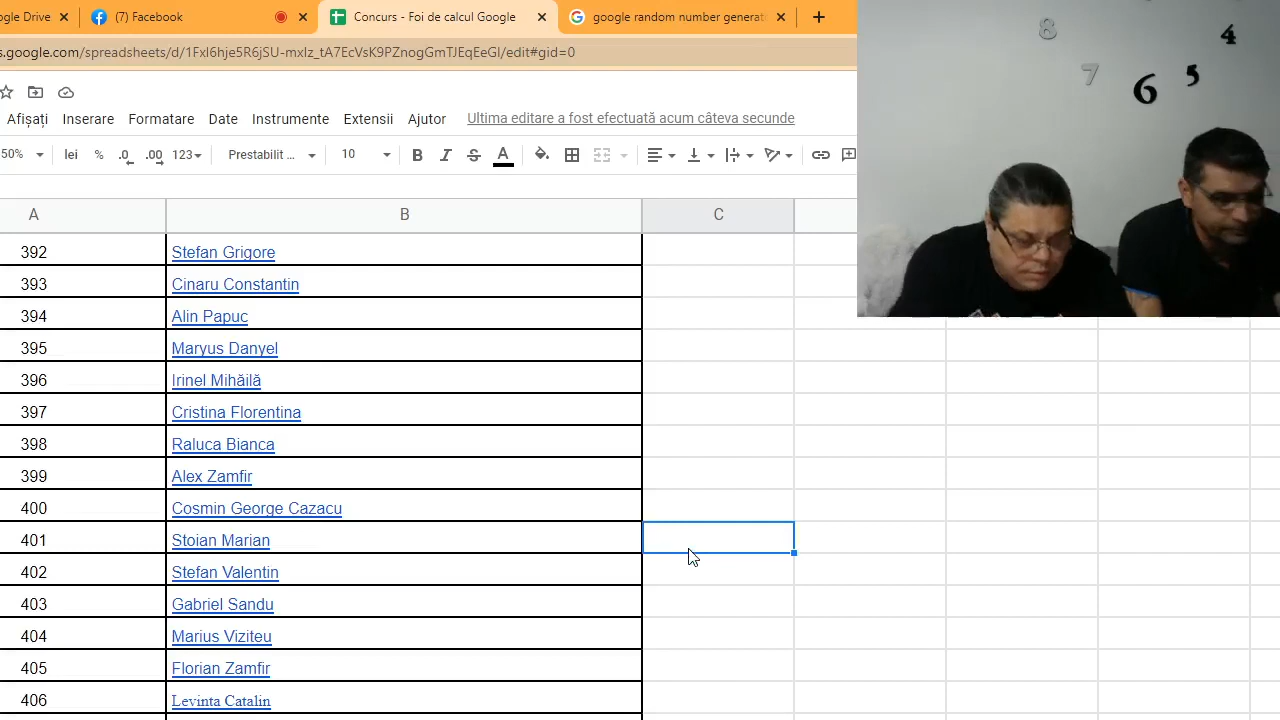 ogle Drive
(7) Facebook
Concurs - Foi de calcul Google
google random number generat
s.google.com/spreadsheets/d/1FxI6hje5R6jSU-mxIz_tA7EcVsK9PZnogGmTJEqEeGI/edit#gid=0
Afișați Inserare Formatare Date Instrumente Extensii Ajutor Ultima editare a fost efectuată acum câteva secunde
50% lei % .0 .00 123 Prestabilit ... 10 B I S A
A B C
392 Stefan Grigore
393 Cinaru Constantin
394 Alin Papuc
395 Maryus Danyel
396 Irinel Mihăilă
397 Cristina Florentina
398 Raluca Bianca
399 Alex Zamfir
400 Cosmin George Cazacu
401 Stoian Marian
402 Stefan Valentin
403 Gabriel Sandu
404 Marius Viziteu
405 Florian Zamfir
406 Levinta Catalin
8 4
7 6 5